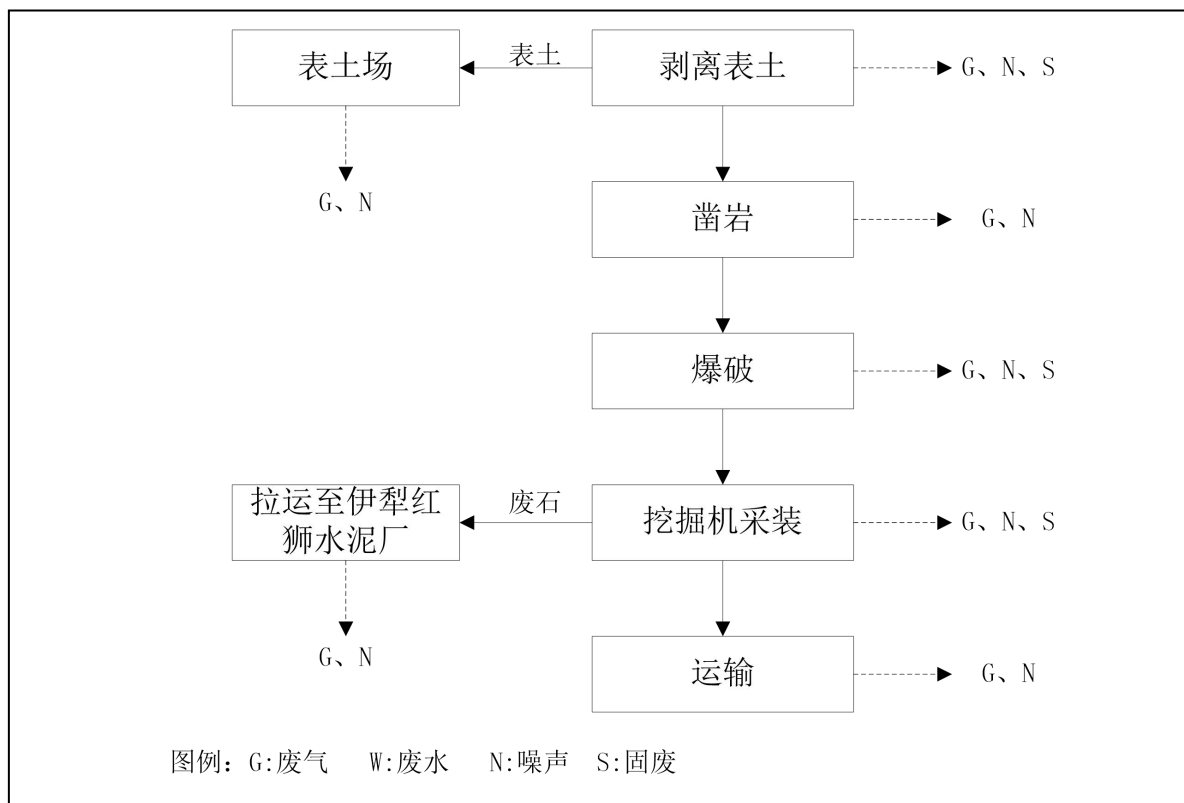 表土场
表土
剥离表土
G、N、S
G、N
凿岩
G、N
爆破
G、N、S
拉运至伊犁红
狮水泥厂
废石
挖掘机采装
G、N、S
G、N
运输
G、N
图例：G:废气 W:废水 N:噪声 S:固废